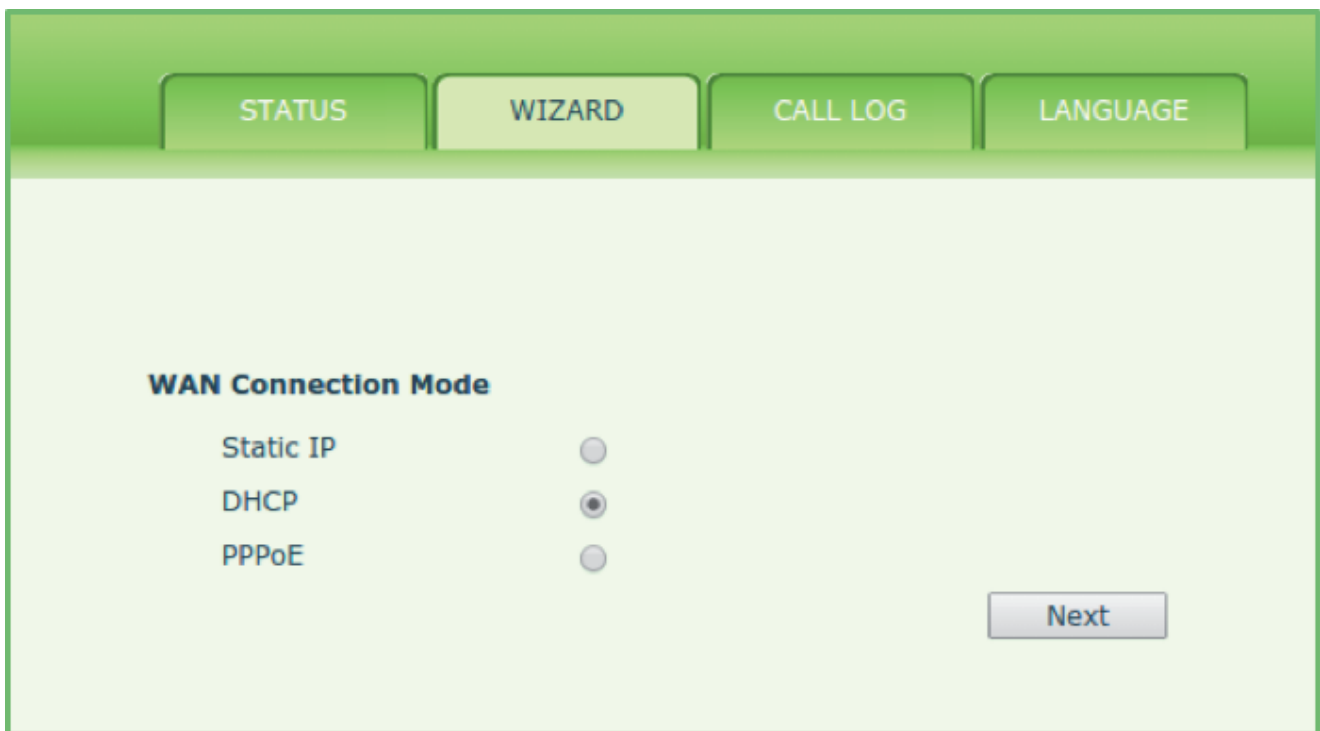 STATUS WIZARD CALL LOG LANGUAGE
WAN Connection Mode
Static IP
DHCP
PPPoE
Next